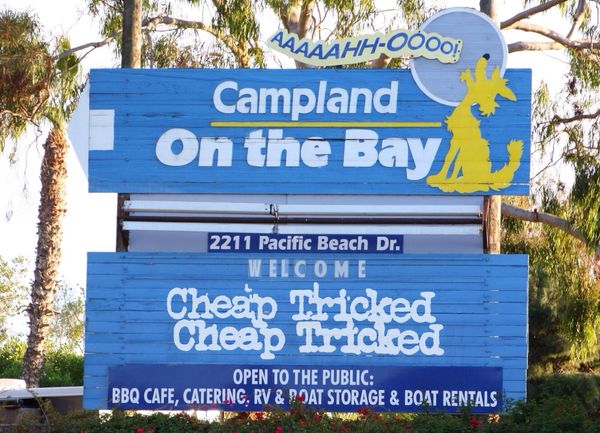 AAAAAHH-OOOO!
Campland
On the Bay
2211 Pacific Beach Dr.
WELCOME
Cheap Tricked
Cheap Tricked
OPEN TO THE PUBLIC:
BBQ CAFE, CATERING, RV & BOAT STORAGE & BOAT RENTALS